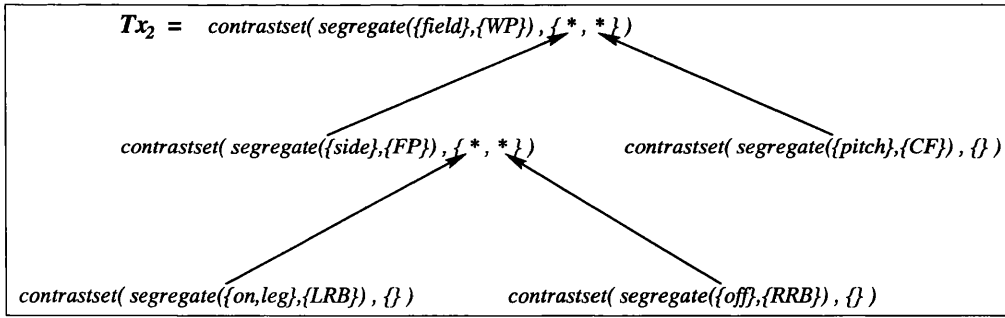 Tx₂ = contrastset( segregate({field},{WP}) , { *, * } )
contrastset( segregate({side},{FP}) , { *, * } ) contrastset( segregate({pitch},{CF}) , {} )
contrastset( segregate({on,leg},{LRB}) , {} ) contrastset( segregate({off},{RRB}) , {} )